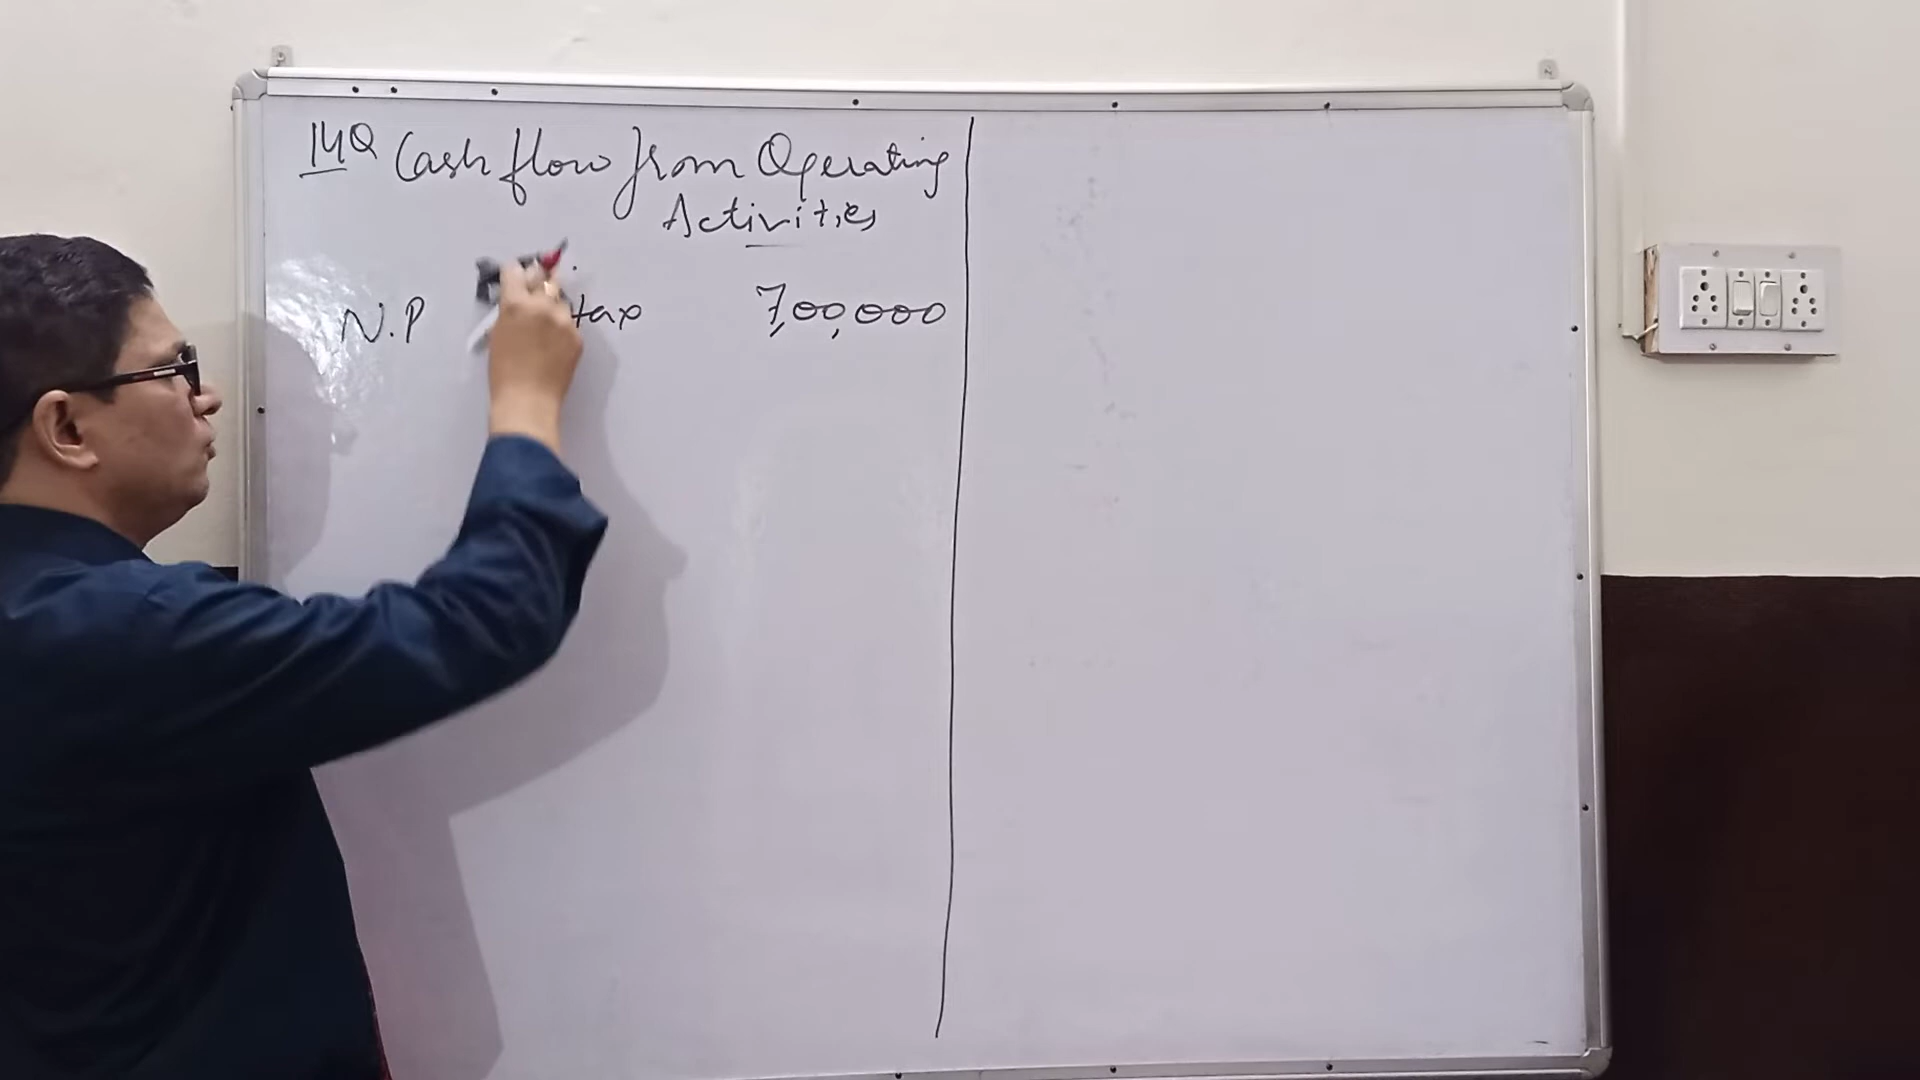 14Q Cash flow from Operating
Activities
N.P tax 7,00,000